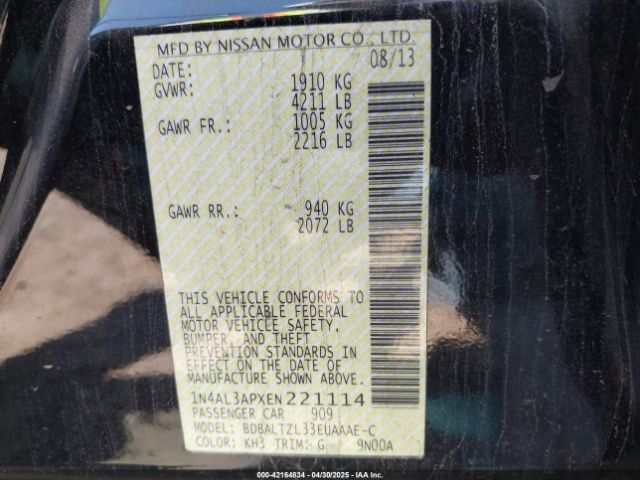 MFD BY NISSAN MOTOR CO., LTD.
DATE: 08/13
GVWR: 1910 KG
4211 LB
GAWR FR.: 1005 KG
2216 LB
GAWR RR.: 940 KG
2072 LB
THIS VEHICLE CONFORMS TO
ALL APPLICABLE FEDERAL
MOTOR VEHICLE SAFETY,
BUMPER, AND THEFT
PREVENTION STANDARDS IN
EFFECT ON THE DATE OF
MANUFACTURE SHOWN ABOVE.
1N4AL3APXEN221114
PASSENGER CAR 909
MODEL: BDBALTZL33EUAAAE-C
COLOR: KH3 TRIM: G 9N00A
000-42164834 | 04/30/2025 - IAAI.COM